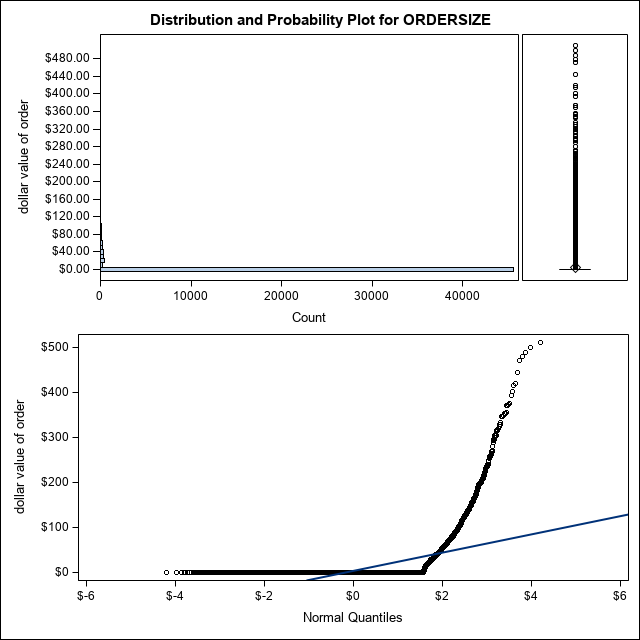 Distribution and Probability Plot for ORDERSIZE
dollar value of order
$480.00
$440.00
$400.00
$360.00
$320.00
$280.00
$240.00
$200.00
$160.00
$120.00
$80.00
$40.00
$0.00
0 10000 20000 30000 40000
Count
dollar value of order
$500
$400
$300
$200
$100
$0
$-6 $-4 $-2 $0 $2 $4 $6
Normal Quantiles